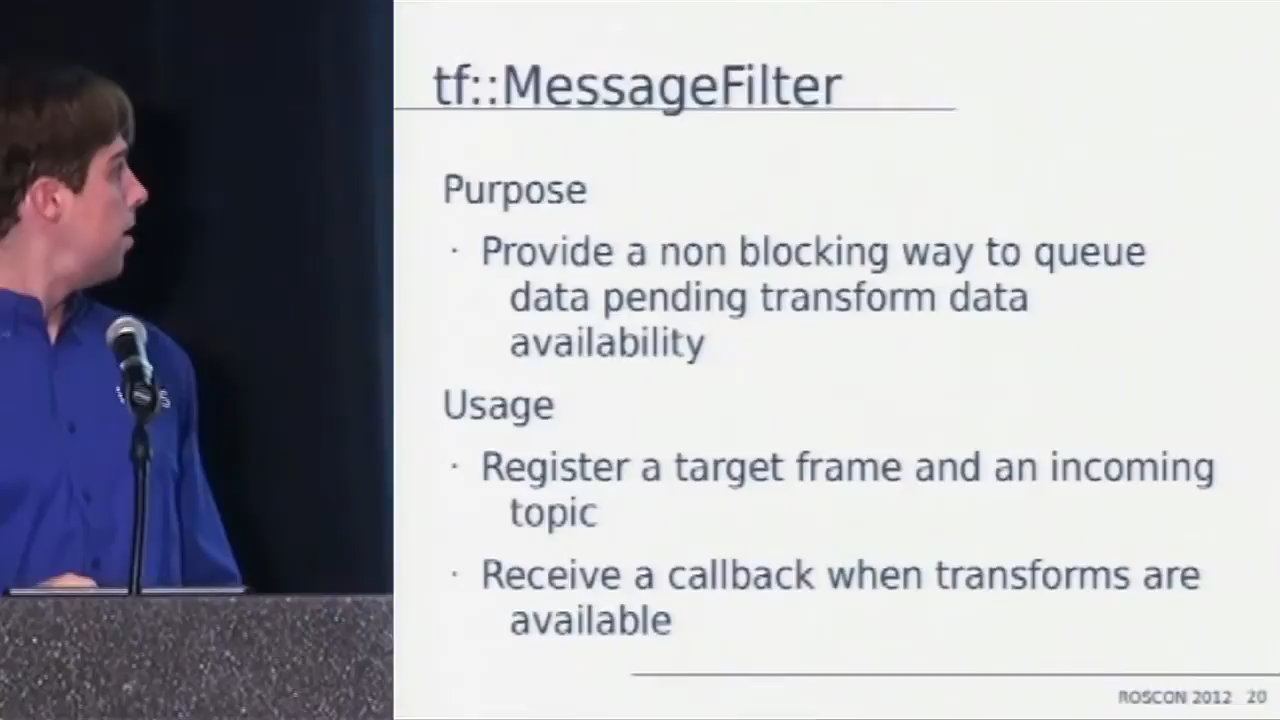 tf::MessageFilter
Purpose
· Provide a non blocking way to queue
data pending transform data
availability
Usage
· Register a target frame and an incoming
topic
· Receive a callback when transforms are
available
ROSCON 2012 20